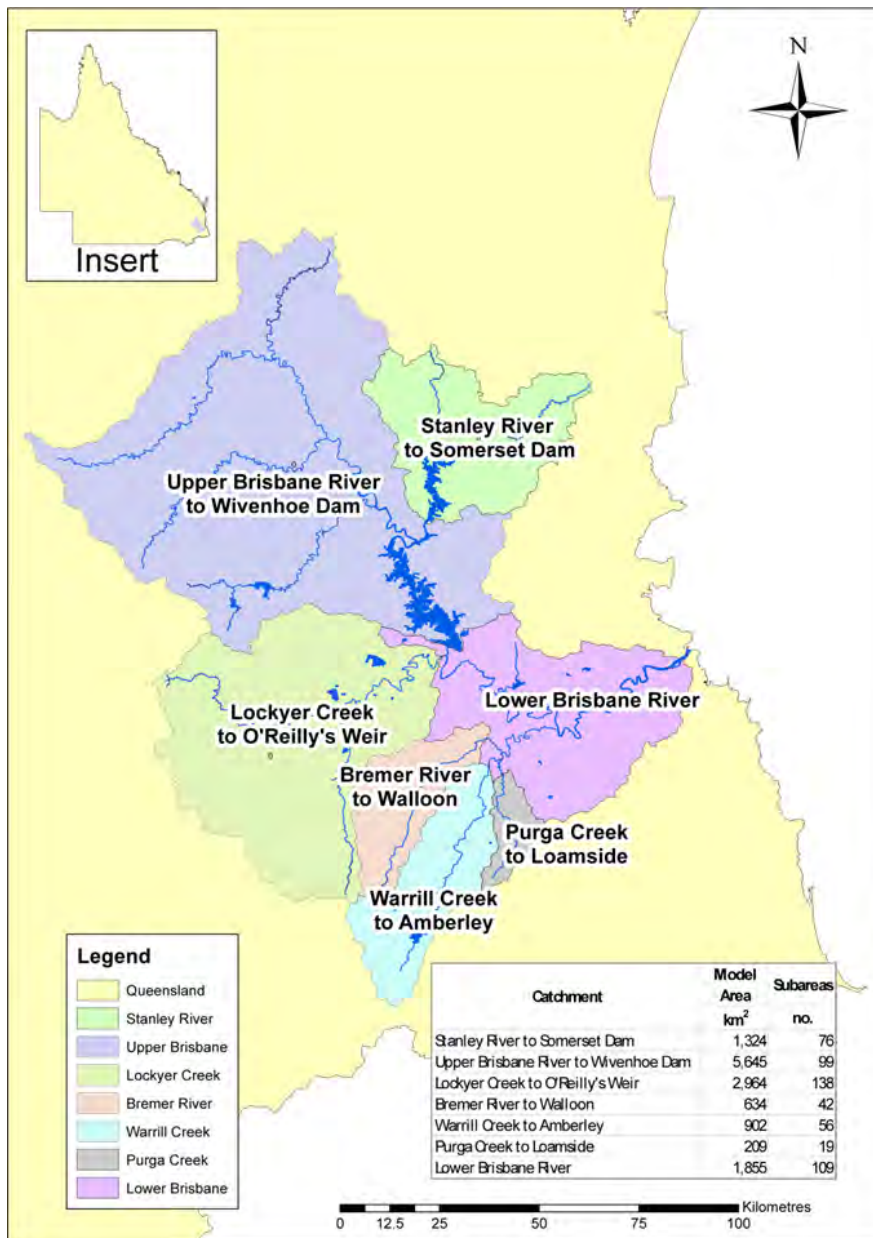 N
Insert
Stanley River
to Somerset Dam
Upper Brisbane River
to Wivenhoe Dam
Lower Brisbane River
Lockyer Creek
to O'Reilly's Weir
Bremer River
to Walloon
Purga Creek
to Loamside
Warrill Creek
to Amberley
Legend
Queensland
Stanley River
Upper Brisbane
Lockyer Creek
Bremer River
Warrill Creek
Purga Creek
Lower Brisbane
Catchment Model Area km² Subareas no.
Stanley River to Somerset Dam 1,324 76
Upper Brisbane River to Wivenhoe Dam 5,645 99
Lockyer Creek to O'Reilly's Weir 2,964 138
Bremer River to Walloon 634 42
Warrill Creek to Amberley 902 56
Purga Creek to Loamside 209 19
Lower Brisbane River 1,855 109
Kilometres
0 12.5 25 50 75 100